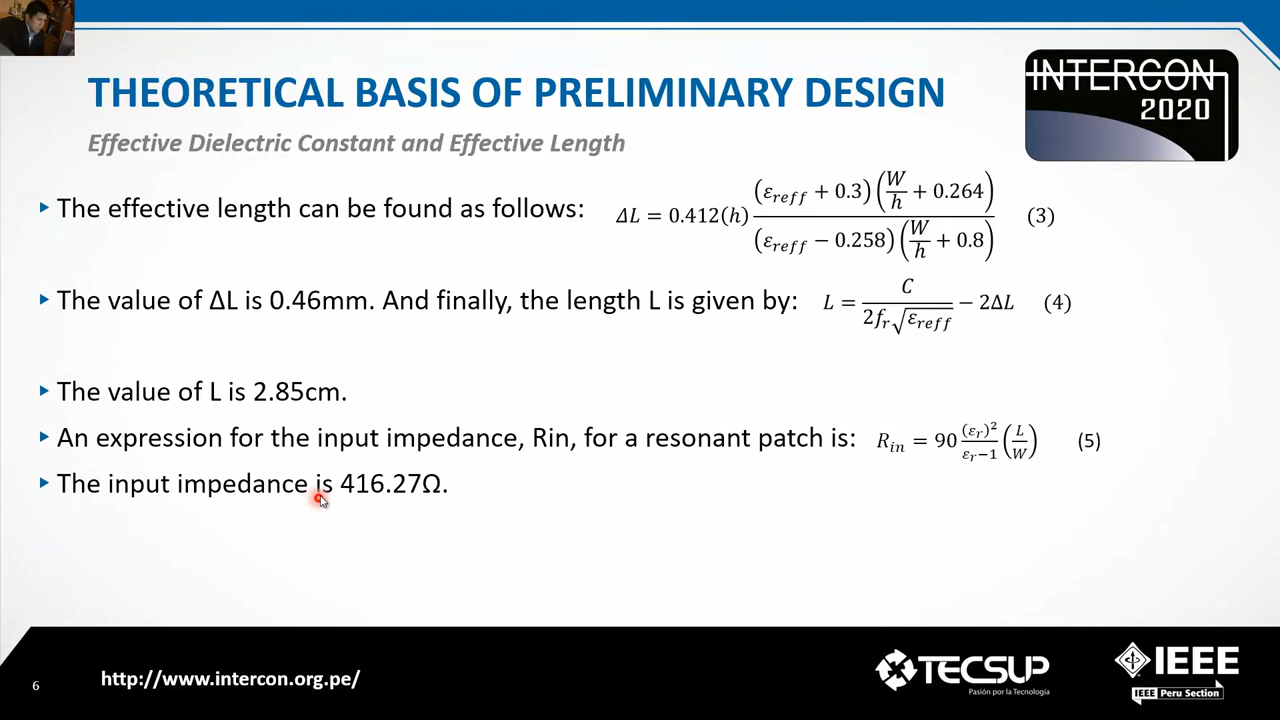 THEORETICAL BASIS OF PRELIMINARY DESIGN
INTERCON
2020
Effective Dielectric Constant and Effective Length
▸ The effective length can be found as follows: ΔL = 0.412(h) (ε_reff + 0.3)(W/h + 0.264) / (ε_reff − 0.258)(W/h + 0.8) (3)
▸ The value of ΔL is 0.46mm. And finally, the length L is given by: L = C / 2f_r√ε_reff − 2ΔL (4)
▸ The value of L is 2.85cm.
▸ An expression for the input impedance, Rin, for a resonant patch is: R_in = 90 (ε_r)² / ε_r−1 (L/W) (5)
▸ The input impedance is 416.27Ω.
6
http://www.intercon.org.pe/
TECSUP
Pasión por la Tecnología
IEEE
IEEE Peru Section